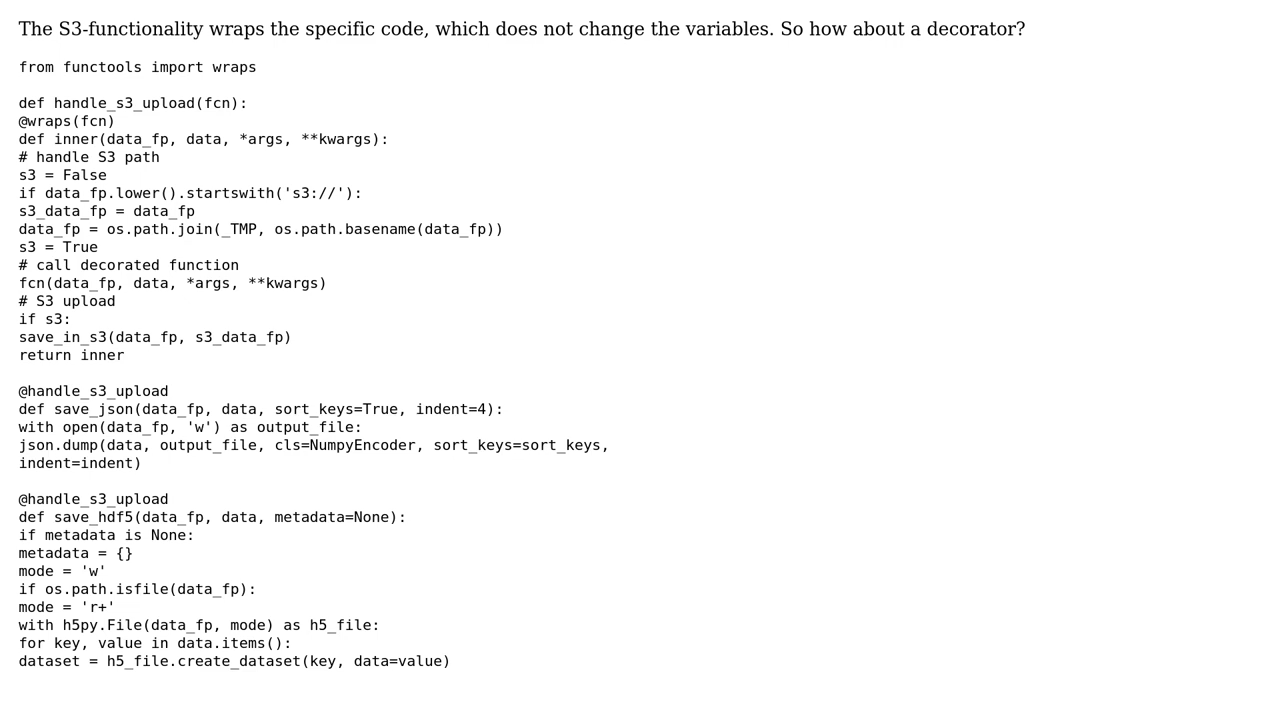 The S3-functionality wraps the specific code, which does not change the variables. So how about a decorator?
from functools import wraps
def handle_s3_upload(fcn):
@wraps(fcn)
def inner(data_fp, data, *args, **kwargs):
# handle S3 path
s3 = False
if data_fp.lower().startswith('s3://'):
s3_data_fp = data_fp
data_fp = os.path.join(_TMP, os.path.basename(data_fp))
s3 = True
# call decorated function
fcn(data_fp, data, *args, **kwargs)
# S3 upload
if s3:
save_in_s3(data_fp, s3_data_fp)
return inner
@handle_s3_upload
def save_json(data_fp, data, sort_keys=True, indent=4):
with open(data_fp, 'w') as output_file:
json.dump(data, output_file, cls=NumpyEncoder, sort_keys=sort_keys,
indent=indent)
@handle_s3_upload
def save_hdf5(data_fp, data, metadata=None):
if metadata is None:
metadata = {}
mode = 'w'
if os.path.isfile(data_fp):
mode = 'r+'
with h5py.File(data_fp, mode) as h5_file:
for key, value in data.items():
dataset = h5_file.create_dataset(key, data=value)